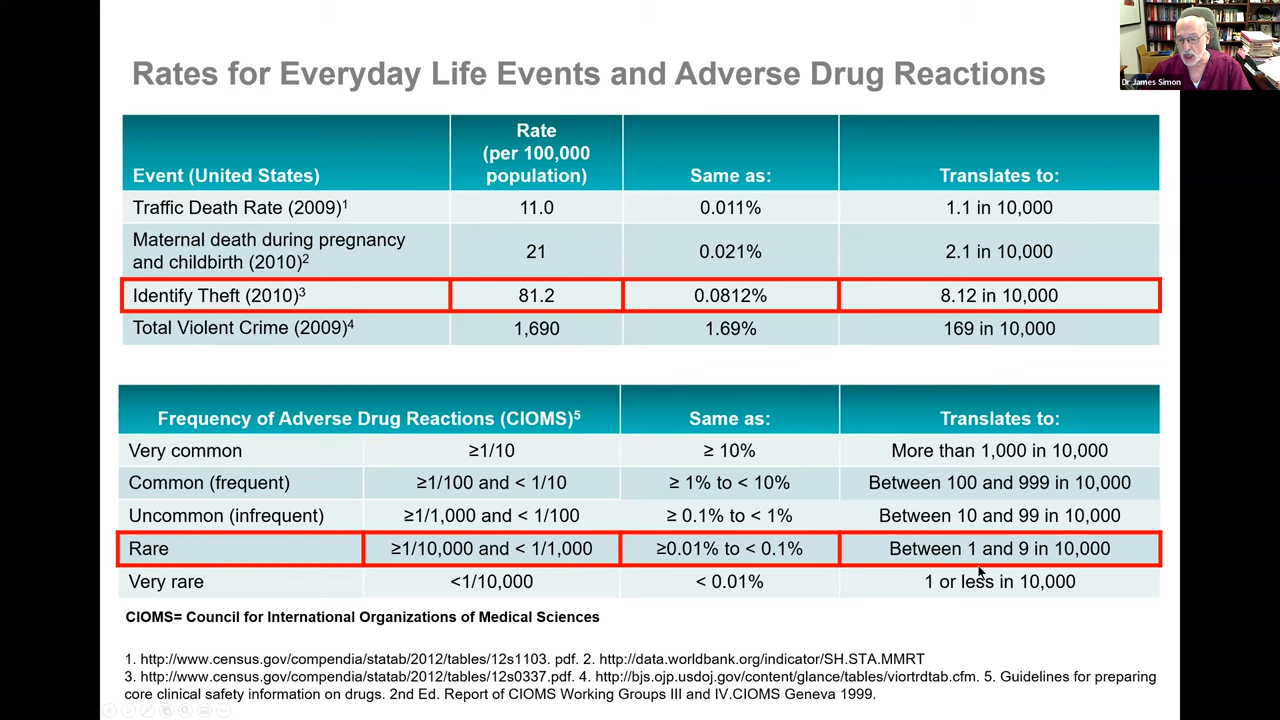 Dr James Simon
Rates for Everyday Life Events and Adverse Drug Reactions
Event (United States) Rate (per 100,000 population) Same as: Translates to:
Traffic Death Rate (2009)1 11.0 0.011% 1.1 in 10,000
Maternal death during pregnancy and childbirth (2010)2 21 0.021% 2.1 in 10,000
Identify Theft (2010)3 81.2 0.0812% 8.12 in 10,000
Total Violent Crime (2009)4 1,690 1.69% 169 in 10,000
Frequency of Adverse Drug Reactions (CIOMS)5 Same as: Translates to:
Very common ≥1/10 ≥ 10% More than 1,000 in 10,000
Common (frequent) ≥1/100 and < 1/10 ≥ 1% to < 10% Between 100 and 999 in 10,000
Uncommon (infrequent) ≥1/1,000 and < 1/100 ≥ 0.1% to < 1% Between 10 and 99 in 10,000
Rare ≥1/10,000 and < 1/1,000 ≥0.01% to < 0.1% Between 1 and 9 in 10,000
Very rare <1/10,000 < 0.01% 1 or less in 10,000
CIOMS= Council for International Organizations of Medical Sciences
1. http://www.census.gov/compendia/statab/2012/tables/12s1103. pdf. 2. http://data.worldbank.org/indicator/SH.STA.MMRT
3. http://www.census.gov/compendia/statab/2012/tables/12s0337.pdf. 4. http://bjs.ojp.usdoj.gov/content/glance/tables/viortrdtab.cfm. 5. Guidelines for preparing
core clinical safety information on drugs. 2nd Ed. Report of CIOMS Working Groups III and IV.CIOMS Geneva 1999.